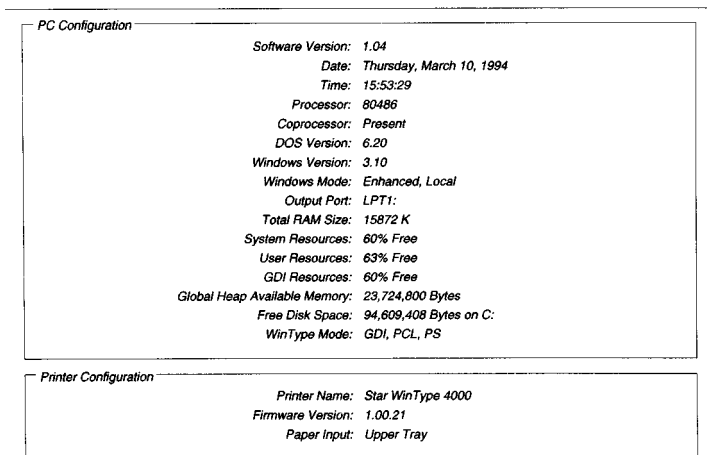 PC Configuration
Software Version: 1.04
Date: Thursday, March 10, 1994
Time: 15:53:29
Processor: 80486
Coprocessor: Present
DOS Version: 6.20
Windows Version: 3.10
Windows Mode: Enhanced, Local
Output Port: LPT1:
Total RAM Size: 15872 K
System Resources: 60% Free
User Resources: 63% Free
GDI Resources: 60% Free
Global Heap Available Memory: 23,724,800 Bytes
Free Disk Space: 94,609,408 Bytes on C:
WinType Mode: GDI, PCL, PS
Printer Configuration
Printer Name: Star WinType 4000
Firmware Version: 1.00.21
Paper Input: Upper Tray